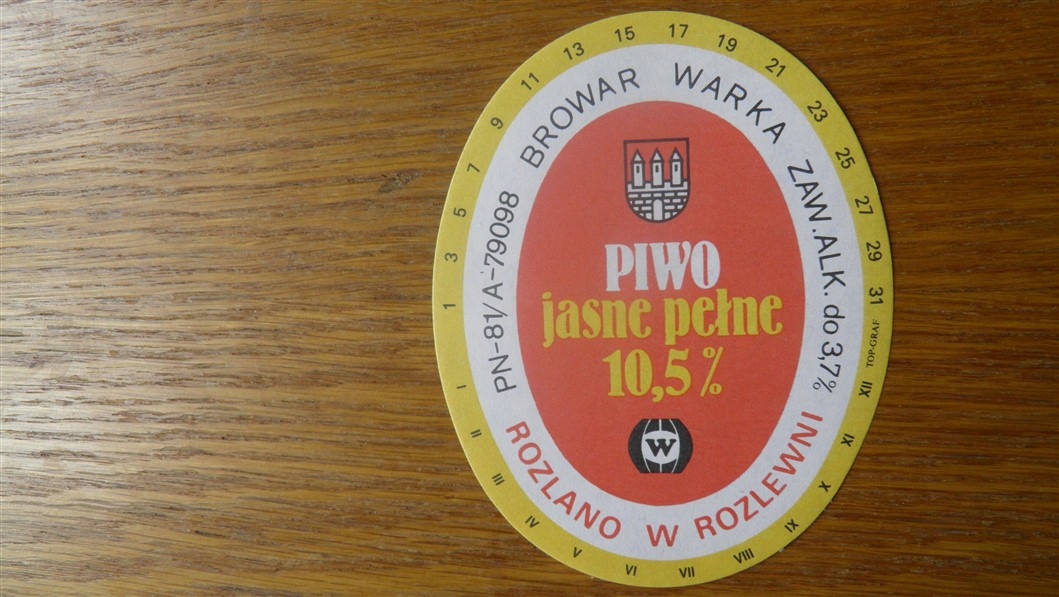 1 3 5 7 9 11 13 15 17 19 21 23 25 27 29 31
TOP-GRAF.
I II III IV V VI VII VIII IX X XI XII
PN-81/A-79098 BROWAR WARKA ZAW.ALK. do 3,7%
PIWO
jasne pełne
10,5%
W
ROZLANO W ROZLEWNI